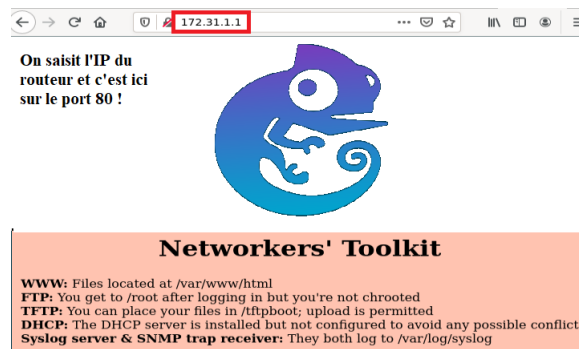 172.31.1.1
On saisit l'IP du
routeur et c'est ici
sur le port 80 !
Networkers' Toolkit
WWW: Files located at /var/www/html
FTP: You get to /root after logging in but you're not chrooted
TFTP: You can place your files in /tftpboot; upload is permitted
DHCP: The DHCP server is installed but not configured to avoid any possible conflict
Syslog server & SNMP trap receiver: They both log to /var/log/syslog